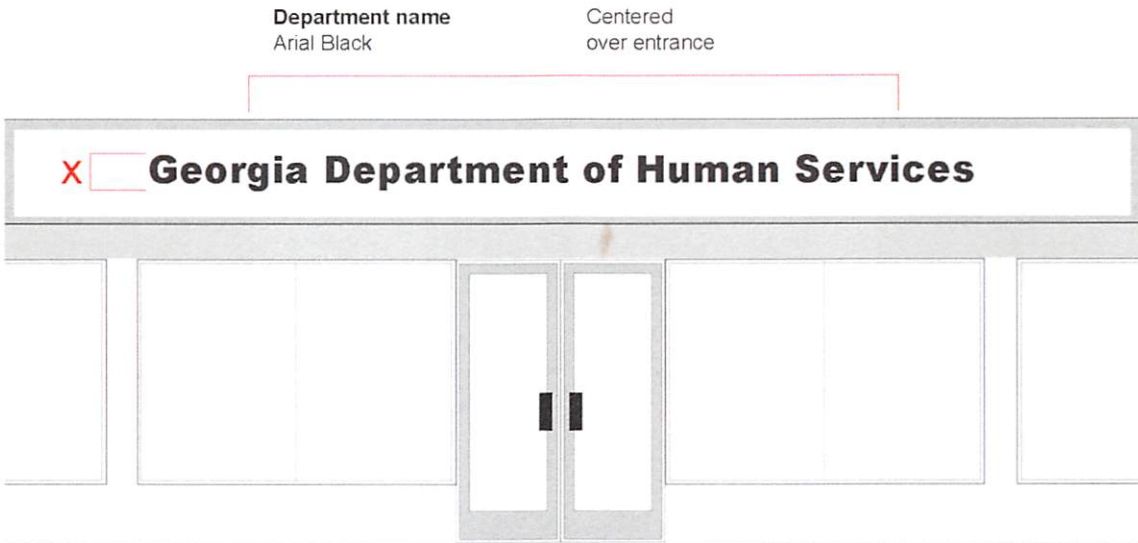 Department name
Arial Black
Centered
over entrance
X
Georgia Department of Human Services